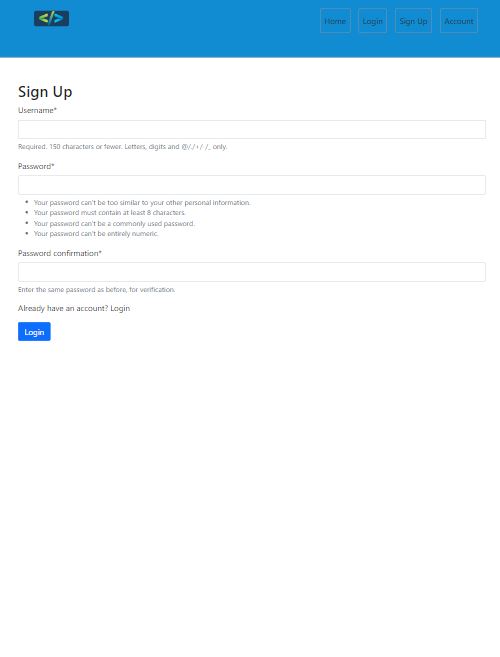 </>
Home Login Sign Up Account
Sign Up
Username*
Required. 150 characters or fewer. Letters, digits and @/./+/-/_ only.
Password*
Your password can't be too similar to your other personal information.
Your password must contain at least 8 characters.
Your password can't be a commonly used password.
Your password can't be entirely numeric.
Password confirmation*
Enter the same password as before, for verification.
Already have an account? Login
Login